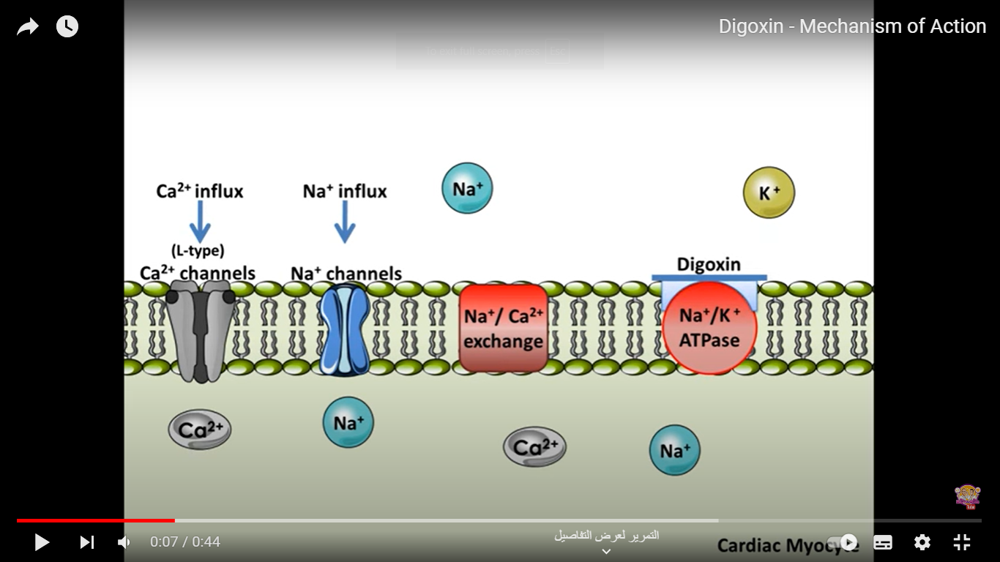 Digoxin - Mechanism of Action
Ca²⁺ influx
Na⁺ influx
Na⁺
K⁺
(L-type)
Ca²⁺ channels
Na⁺ channels
Digoxin
Na⁺/ Ca²⁺
exchange
Na⁺/K⁺
ATPase
Ca²⁺
Na⁺
Ca²⁺
Na⁺
0:07 / 0:44
التمرير لعرض التفاصيل
Cardiac Myocyte